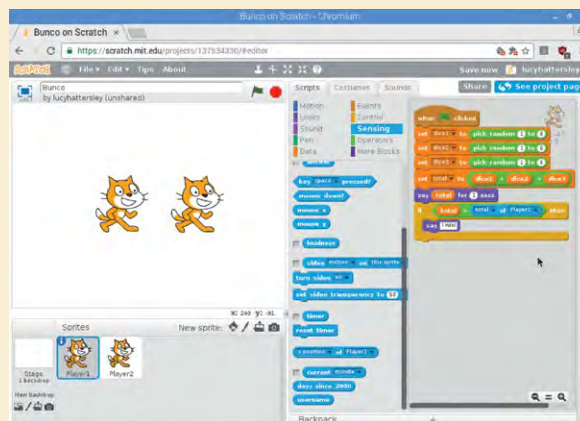 Bunco on Scratch - Chromium
Bunco on Scratch ×
https://scratch.mit.edu/projects/137534330/#editor
SCRATCH File Edit Tips About Save now lucyhattersley
Bunco
by lucyhattersley (unshared)
Scripts Costumes Sounds Share See project page
Motion Events
Looks Control
Sound Sensing
Pen Operators
Data More Blocks
key space pressed?
mouse down?
mouse x
mouse y
loudness
video motion on this sprite
turn video on
set video transparency to 50
timer
reset timer
x position of Player1
current minute
days since 2000
username
Backpack
when clicked
set dice1 to pick random 1 to 6
set dice2 to pick random 1 to 6
set dice3 to pick random 1 to 6
set total to dice1 + dice2 + dice3
say total for 2 secs
if total > total of Player2 then
say I win!
X: 240 y: -91
Sprites New sprite:
Stage
1 backdrop
Player1
Player2
New backdrop